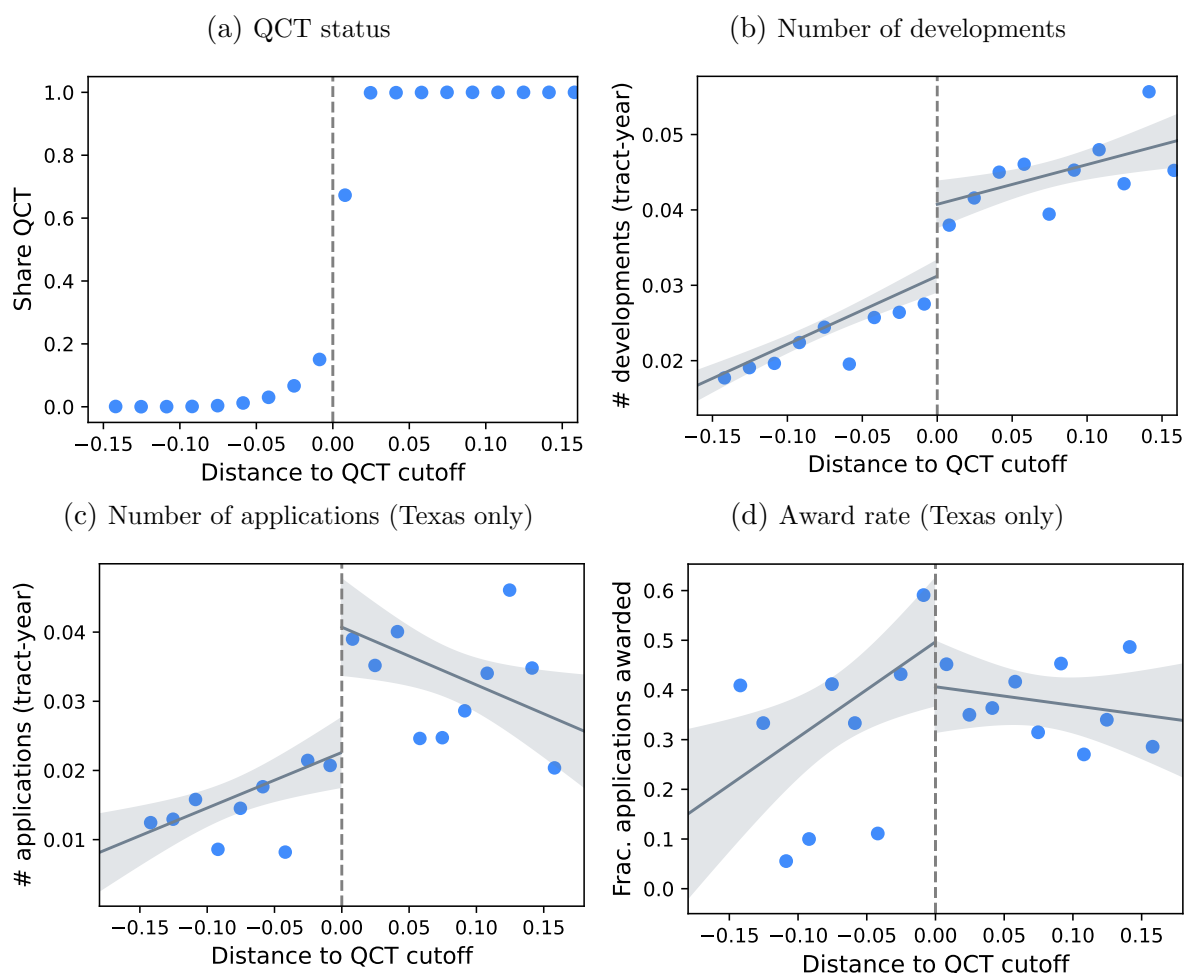 (a) QCT status
Share QCT
1.0
0.8
0.6
0.4
0.2
0.0
−0.15 −0.10 −0.05 0.00 0.05 0.10 0.15
Distance to QCT cutoff
(b) Number of developments
# developments (tract-year)
0.05
0.04
0.03
0.02
−0.15 −0.10 −0.05 0.00 0.05 0.10 0.15
Distance to QCT cutoff
(c) Number of applications (Texas only)
# applications (tract-year)
0.04
0.03
0.02
0.01
−0.15 −0.10 −0.05 0.00 0.05 0.10 0.15
Distance to QCT cutoff
(d) Award rate (Texas only)
Frac. applications awarded
0.6
0.5
0.4
0.3
0.2
0.1
0.0
−0.15 −0.10 −0.05 0.00 0.05 0.10 0.15
Distance to QCT cutoff